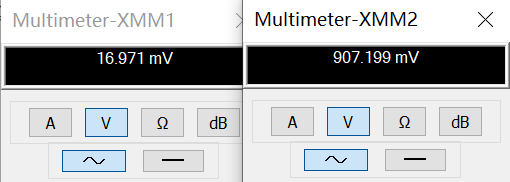 Multimeter-XMM1
16.971 mV
A V Ω dB
Multimeter-XMM2
907.199 mV
A V Ω dB